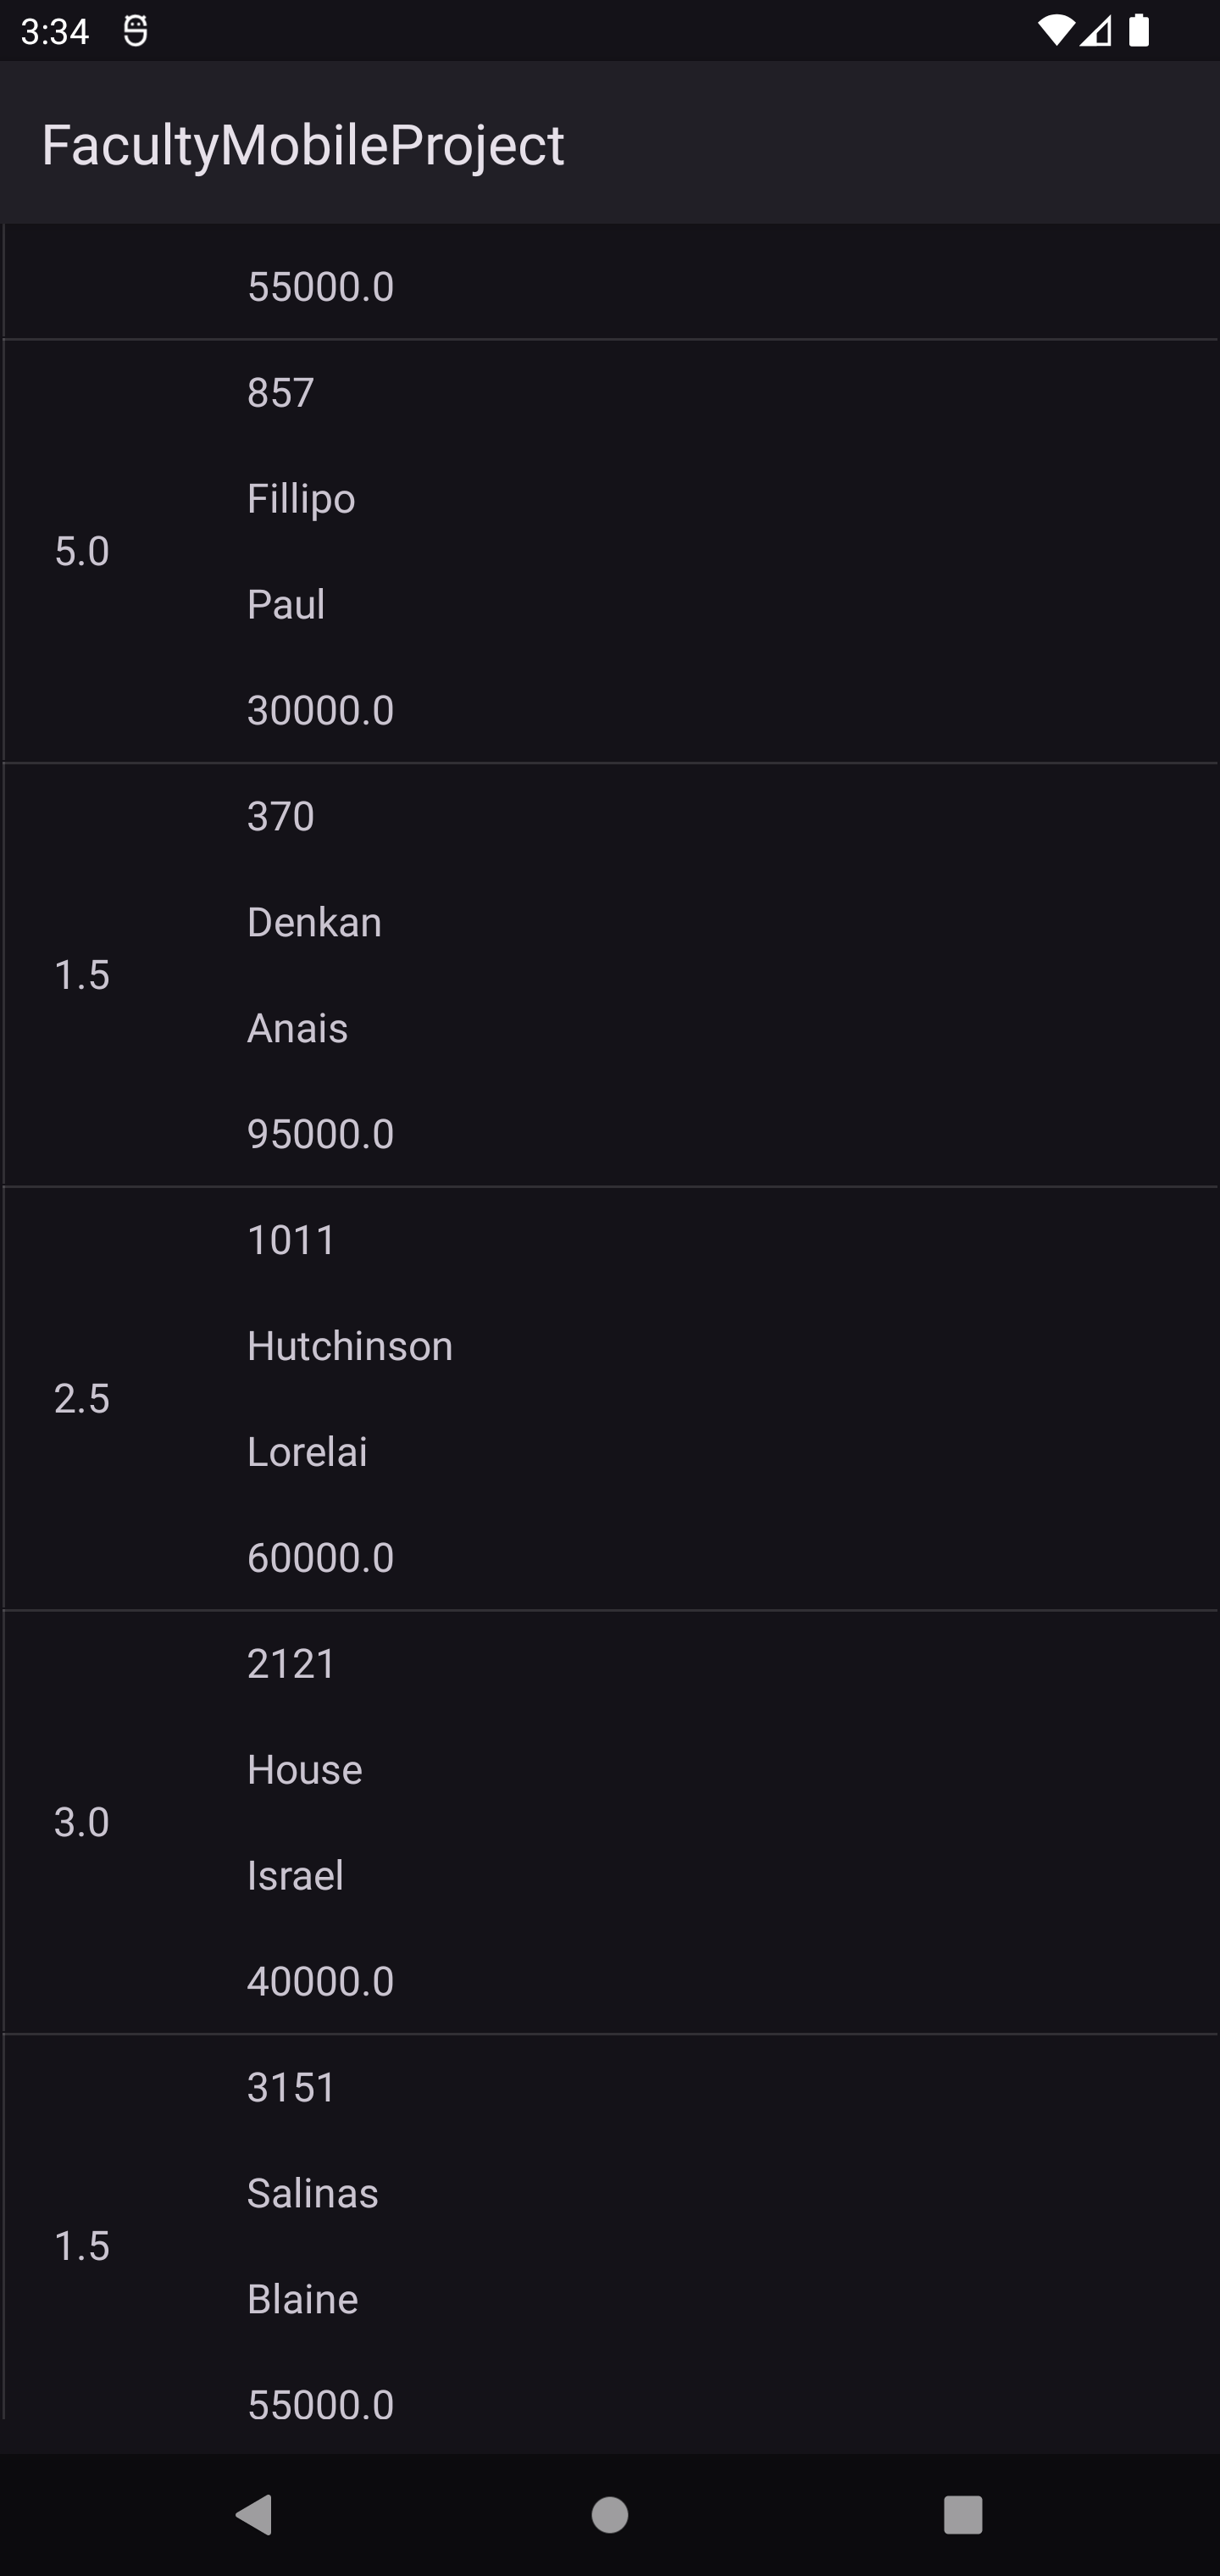 3:34
FacultyMobileProject
55000.0
857
Fillipo
5.0
Paul
30000.0
370
Denkan
1.5
Anais
95000.0
1011
Hutchinson
2.5
Lorelai
60000.0
2121
House
3.0
Israel
40000.0
3151
Salinas
1.5
Blaine
55000.0